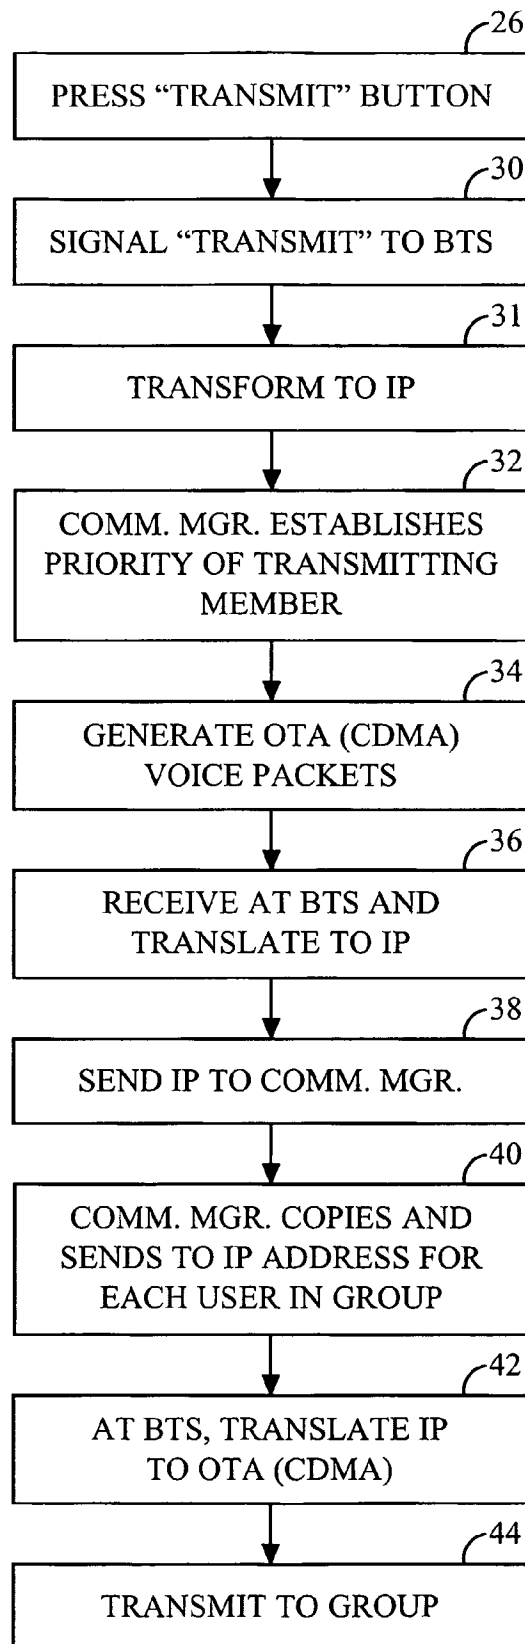 26
PRESS “TRANSMIT” BUTTON
30
SIGNAL “TRANSMIT” TO BTS
31
TRANSFORM TO IP
32
COMM. MGR. ESTABLISHES
PRIORITY OF TRANSMITTING
MEMBER
34
GENERATE OTA (CDMA)
VOICE PACKETS
36
RECEIVE AT BTS AND
TRANSLATE TO IP
38
SEND IP TO COMM. MGR.
40
COMM. MGR. COPIES AND
SENDS TO IP ADDRESS FOR
EACH USER IN GROUP
42
AT BTS, TRANSLATE IP
TO OTA (CDMA)
44
TRANSMIT TO GROUP